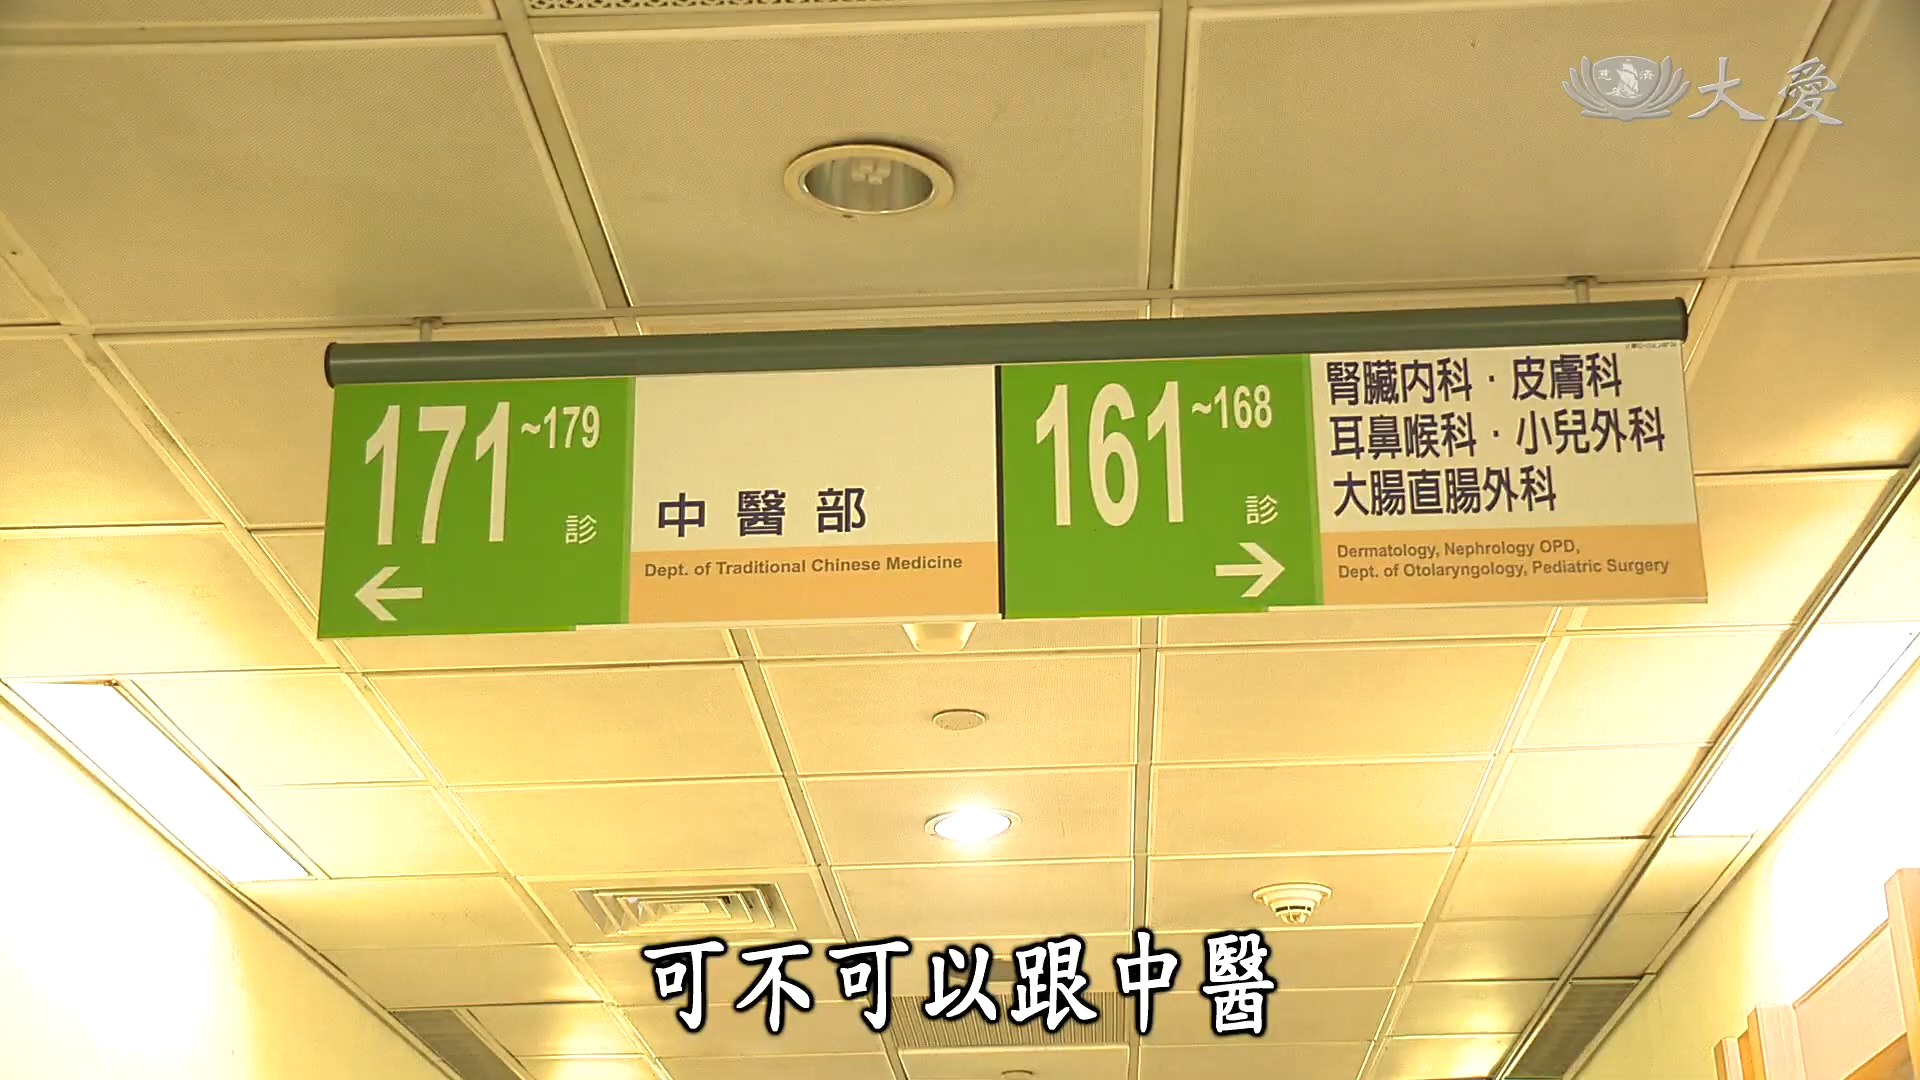 大愛
171~179
診
中醫部
Dept. of Traditional Chinese Medicine
161~168
診
腎臟內科·皮膚科
耳鼻喉科·小兒外科
大腸直腸外科
Dermatology, Nephrology OPD,
Dept. of Otolaryngology, Pediatric Surgery
可不可以跟中醫